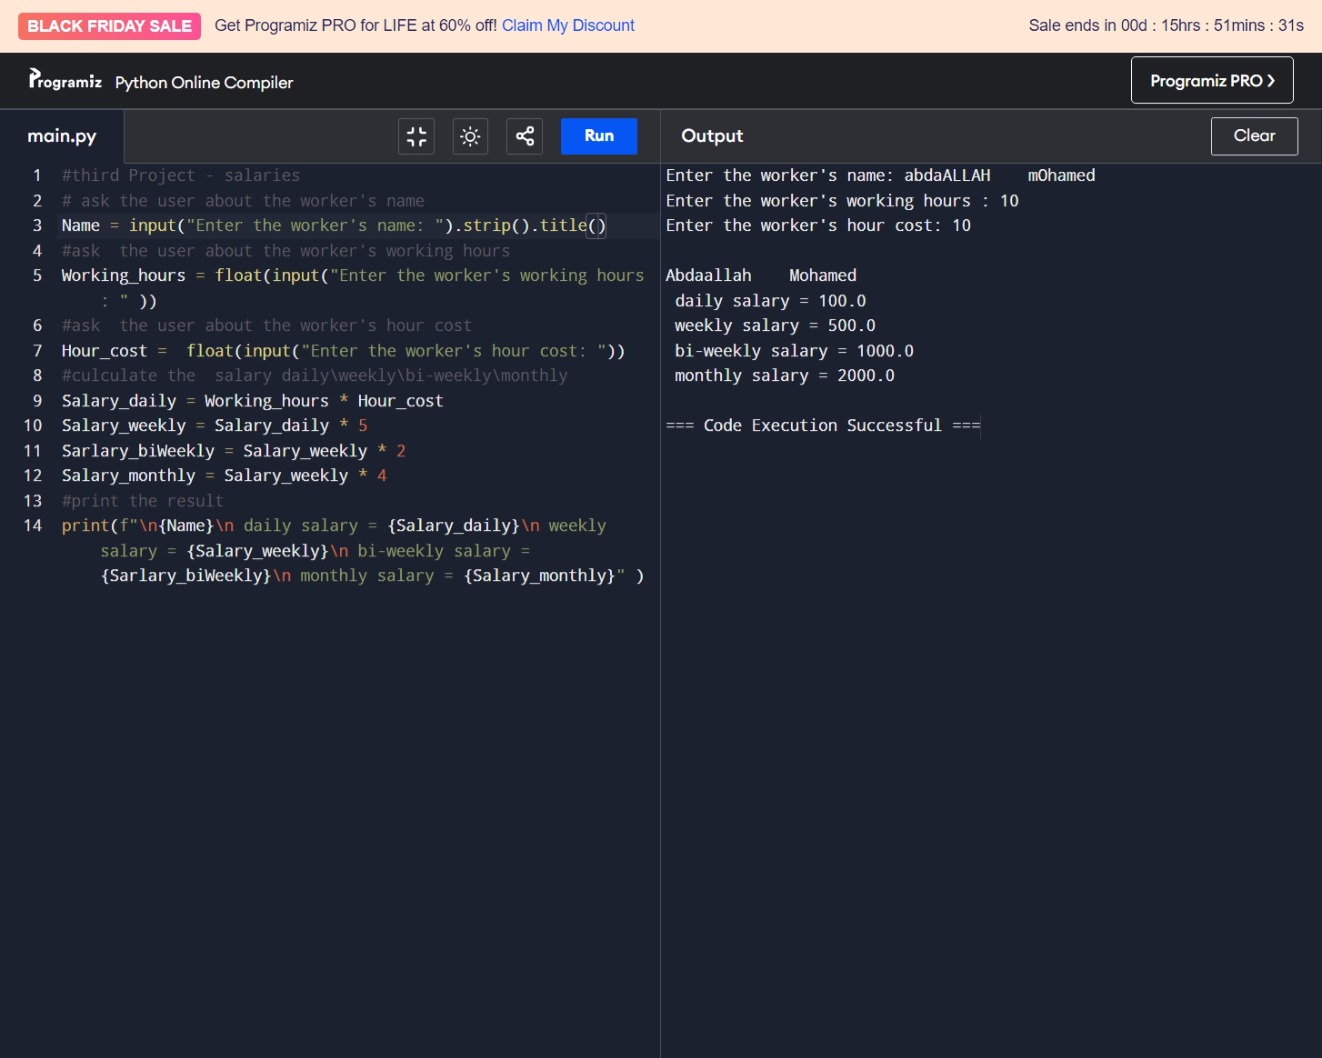 BLACK FRIDAY SALE Get Programiz PRO for LIFE at 60% off! Claim My Discount Sale ends in 00d : 15hrs : 51mins : 31s
Programiz Python Online Compiler Programiz PRO >
main.py Run
1 #third Project - salaries
2 # ask the user about the worker's name
3 Name = input("Enter the worker's name: ").strip().title()
4 #ask  the user about the worker's working hours
5 Working_hours = float(input("Enter the worker's working hours
: " ))
6 #ask  the user about the worker's hour cost
7 Hour_cost =  float(input("Enter the worker's hour cost: "))
8 #culculate the  salary daily\weekly\bi-weekly\monthly
9 Salary_daily = Working_hours * Hour_cost
10 Salary_weekly = Salary_daily * 5
11 Sarlary_biWeekly = Salary_weekly * 2
12 Salary_monthly = Salary_weekly * 4
13 #print the result
14 print(f"\n{Name}\n daily salary = {Salary_daily}\n weekly
salary = {Salary_weekly}\n bi-weekly salary =
{Sarlary_biWeekly}\n monthly salary = {Salary_monthly}" )
Output Clear
Enter the worker's name: abdaALLAH    mOhamed
Enter the worker's working hours : 10
Enter the worker's hour cost: 10
Abdaallah    Mohamed
daily salary = 100.0
weekly salary = 500.0
bi-weekly salary = 1000.0
monthly salary = 2000.0
=== Code Execution Successful ===